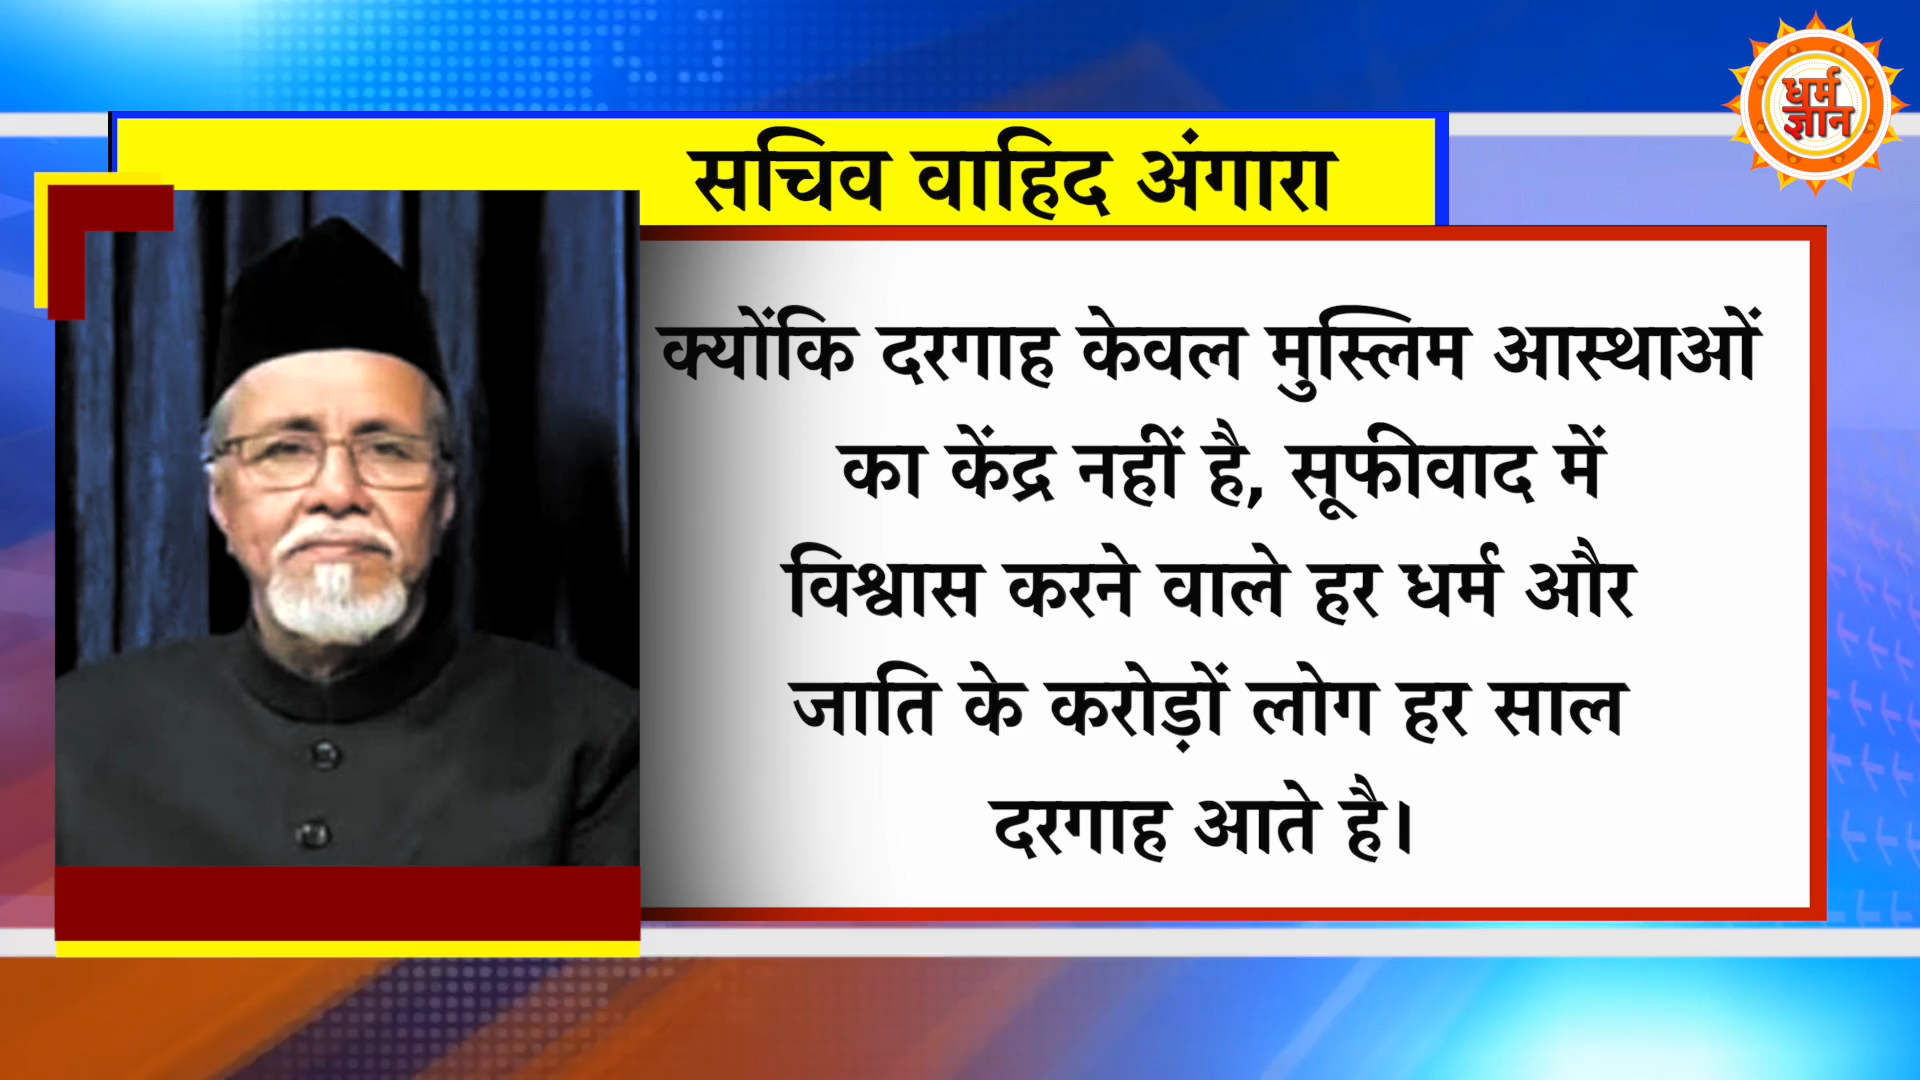 धर्म
ज्ञान
सचिव वाहिद अंगारा
क्योंकि दरगाह केवल मुस्लिम आस्थाओं
का केंद्र नहीं है, सूफीवाद में
विश्वास करने वाले हर धर्म और
जाति के करोड़ों लोग हर साल
दरगाह आते है।